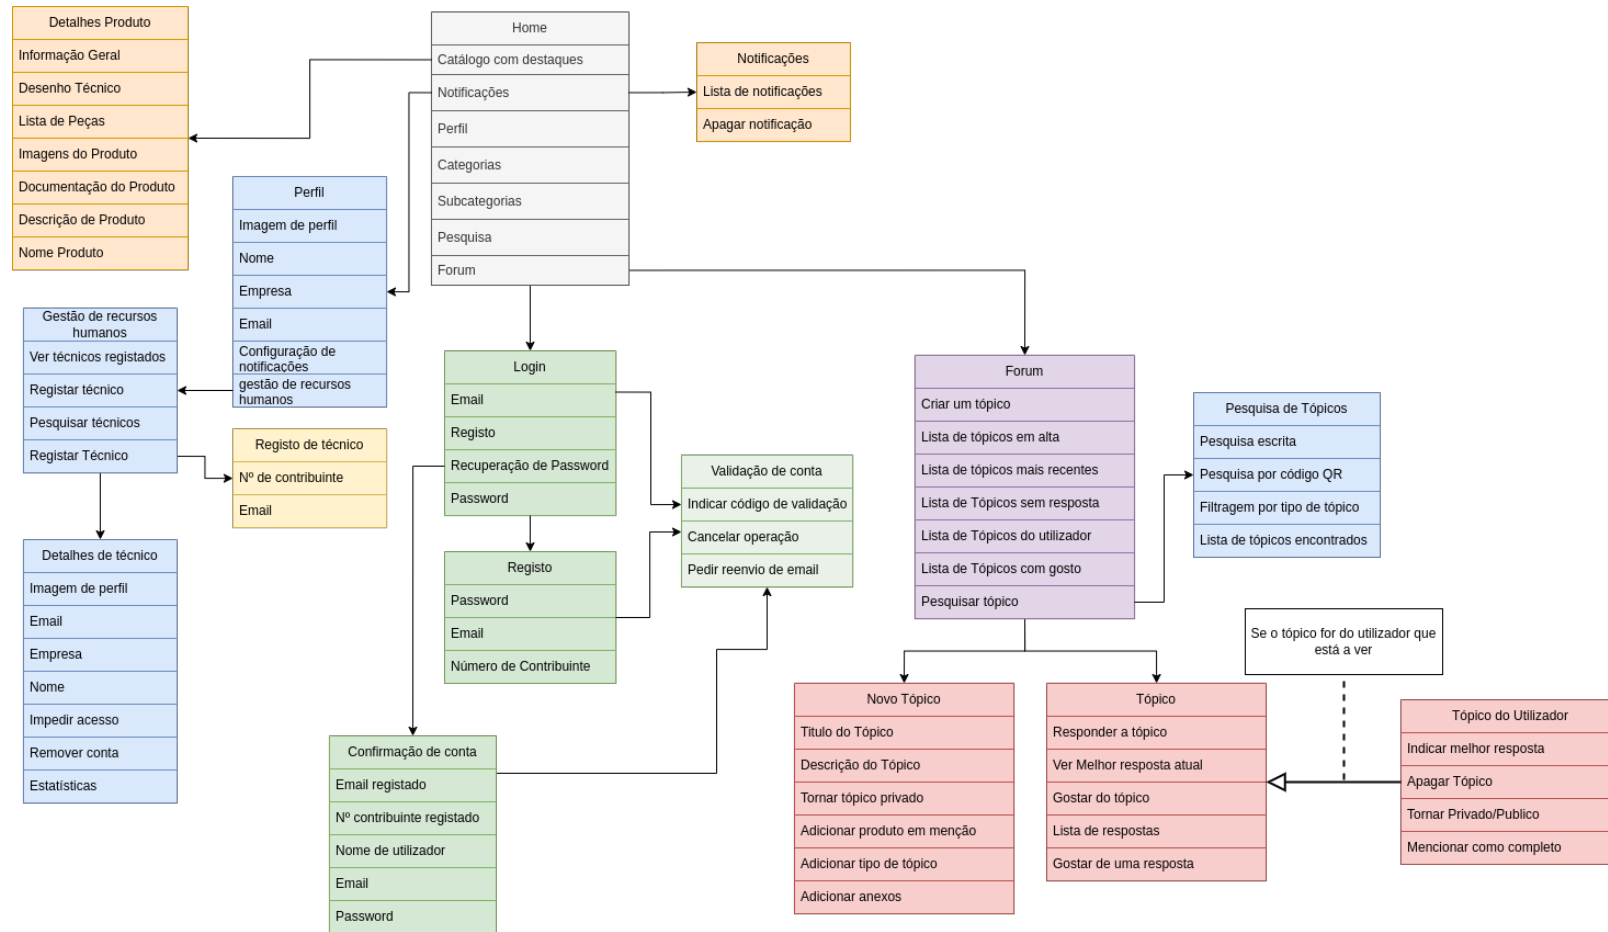 Detalhes Produto
Informação Geral
Desenho Técnico
Lista de Peças
Imagens do Produto
Documentação do Produto
Descrição de Produto
Nome Produto
Home
Catálogo com destaques
Notificações
Perfil
Categorias
Subcategorias
Pesquisa
Forum
Notificações
Lista de notificações
Apagar notificação
Perfil
Imagem de perfil
Nome
Empresa
Email
Configuração de
notificações
gestão de recursos
humanos
Gestão de recursos
humanos
Ver técnicos registados
Registar técnico
Pesquisar técnicos
Registar Técnico
Registo de técnico
Nº de contribuinte
Email
Detalhes de técnico
Imagem de perfil
Email
Empresa
Nome
Impedir acesso
Remover conta
Estatísticas
Login
Email
Registo
Recuperação de Password
Password
Registo
Password
Email
Número de Contribuinte
Validação de conta
Indicar código de validação
Cancelar operação
Pedir reenvio de email
Confirmação de conta
Email registado
Nº contribuinte registado
Nome de utilizador
Email
Password
Forum
Criar um tópico
Lista de tópicos em alta
Lista de tópicos mais recentes
Lista de Tópicos sem resposta
Lista de Tópicos do utilizador
Lista de Tópicos com gosto
Pesquisar tópico
Pesquisa de Tópicos
Pesquisa escrita
Pesquisa por código QR
Filtragem por tipo de tópico
Lista de tópicos encontrados
Novo Tópico
Titulo do Tópico
Descrição do Tópico
Tornar tópico privado
Adicionar produto em menção
Adicionar tipo de tópico
Adicionar anexos
Tópico
Responder a tópico
Ver Melhor resposta atual
Gostar do tópico
Lista de respostas
Gostar de uma resposta
Se o tópico for do utilizador que
está a ver
Tópico do Utilizador
Indicar melhor resposta
Apagar Tópico
Tornar Privado/Publico
Mencionar como completo